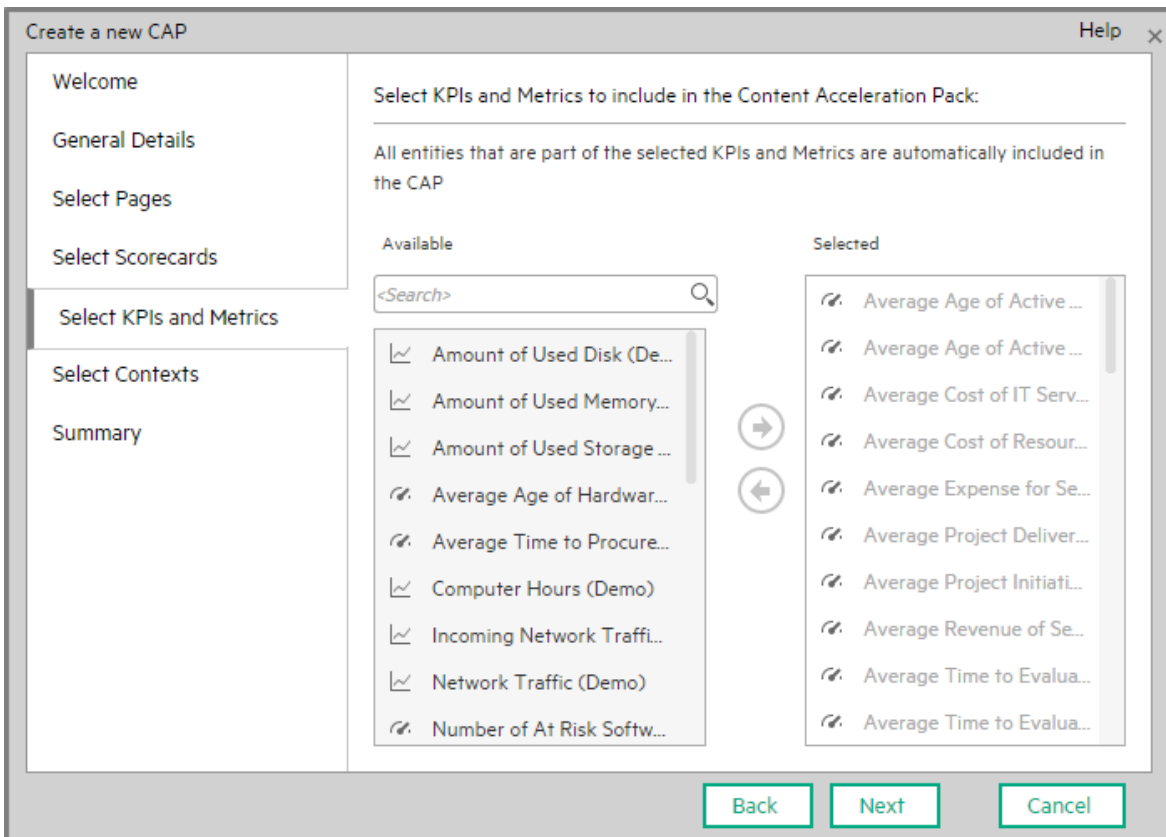 Create a new CAP
Help
Welcome
General Details
Select Pages
Select Scorecards
Select KPIs and Metrics
Select Contexts
Summary
Select KPIs and Metrics to include in the Content Acceleration Pack:
All entities that are part of the selected KPIs and Metrics are automatically included in
the CAP
Available
<Search>
Amount of Used Disk (De...
Amount of Used Memory...
Amount of Used Storage ...
Average Age of Hardwar...
Average Time to Procure...
Computer Hours (Demo)
Incoming Network Traffi...
Network Traffic (Demo)
Number of At Risk Softw...
Selected
Average Age of Active ...
Average Age of Active ...
Average Cost of IT Serv...
Average Cost of Resour...
Average Expense for Se...
Average Project Deliver...
Average Project Initiati...
Average Revenue of Se...
Average Time to Evalua...
Average Time to Evalua...
Back
Next
Cancel